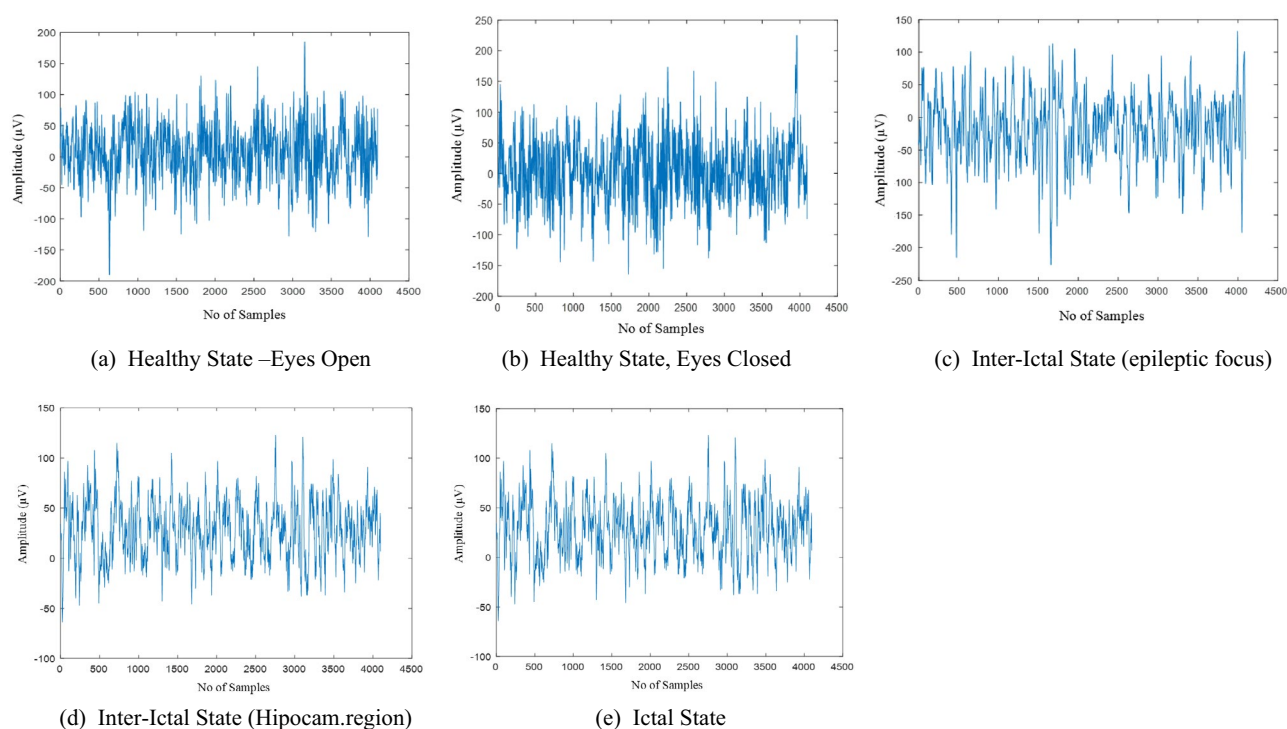 200
150
100
50
0
-50
-100
-150
-200
Amplitude (µV)
0 500 1000 1500 2000 2500 3000 3500 4000 4500
No of Samples
(a) Healthy State –Eyes Open
250
200
150
100
50
0
-50
-100
-150
-200
Amplitude (µV)
0 500 1000 1500 2000 2500 3000 3500 4000 4500
No of Samples
(b) Healthy State, Eyes Closed
150
100
50
0
-50
-100
-150
-200
-250
Amplitude (µV)
0 500 1000 1500 2000 2500 3000 3500 4000 4500
No of Samples
(c) Inter-Ictal State (epileptic focus)
150
100
50
0
-50
-100
Amplitude (µV)
0 500 1000 1500 2000 2500 3000 3500 4000 4500
No of Samples
(d) Inter-Ictal State (Hipocam.region)
150
100
50
0
-50
-100
Amplitude (µV)
0 500 1000 1500 2000 2500 3000 3500 4000 4500
No of Samples
(e) Ictal State